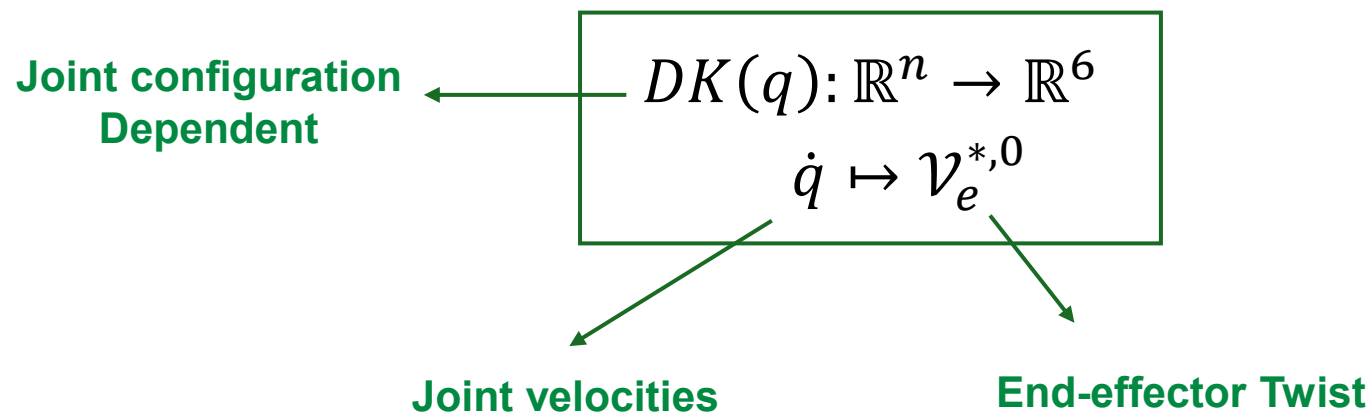 Joint configuration
Dependent
DK(q): ℝⁿ → ℝ⁶
q̇ ↦ 𝒱ₑ*,⁰
Joint velocities
End-effector Twist